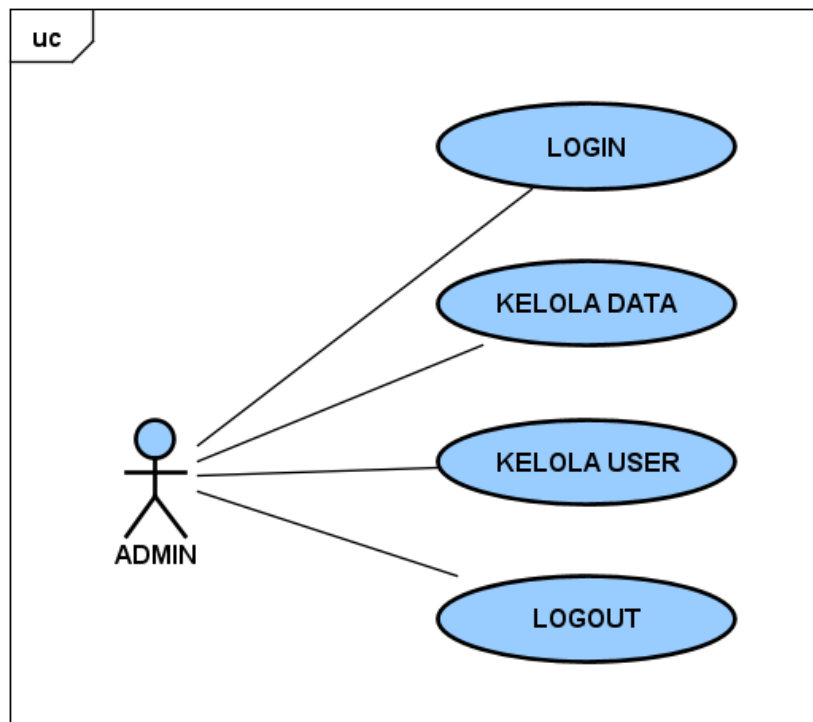 uc
LOGIN
KELOLA DATA
KELOLA USER
ADMIN
LOGOUT